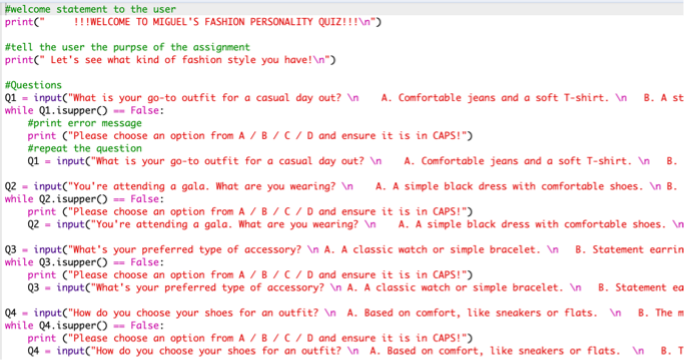 #welcome statement to the user
print("      !!!WELCOME TO MIGUEL'S FASHION PERSONALITY QUIZ!!!\n")
#tell the user the purpse of the assignment
print(" Let's see what kind of fashion style you have!\n")
#Questions
Q1 = input("What is your go-to outfit for a casual day out? \n    A. Comfortable jeans and a soft T-shirt. \n   B. A st
while Q1.isupper() == False:
    #print error message
    print ("Please choose an option from A / B / C / D and ensure it is in CAPS!")
    #repeat the question
    Q1 = input("What is your go-to outfit for a casual day out? \n    A. Comfortable jeans and a soft T-shirt. \n   B.
Q2 = input("You're attending a gala. What are you wearing? \n    A. A simple black dress with comfortable shoes. \n B.
while Q2.isupper() == False:
    print ("Please choose an option from A / B / C / D and ensure it is in CAPS!")
    Q2 = input("You're attending a gala. What are you wearing? \n    A. A simple black dress with comfortable shoes. \n
Q3 = input("What's your preferred type of accessory? \n A. A classic watch or simple bracelet. \n   B. Statement earrin
while Q3.isupper() == False:
    print ("Please choose an option from A / B / C / D and ensure it is in CAPS!")
    Q3 = input("What's your preferred type of accessory? \n A. A classic watch or simple bracelet. \n   B. Statement ea
Q4 = input("How do you choose your shoes for an outfit? \n  A. Based on comfort, like sneakers or flats.  \n   B. The m
while Q4.isupper() == False:
    print ("Please choose an option from A / B / C / D and ensure it is in CAPS!")
    Q4 = input("How do you choose your shoes for an outfit? \n  A. Based on comfort, like sneakers or flats.  \n   B. T